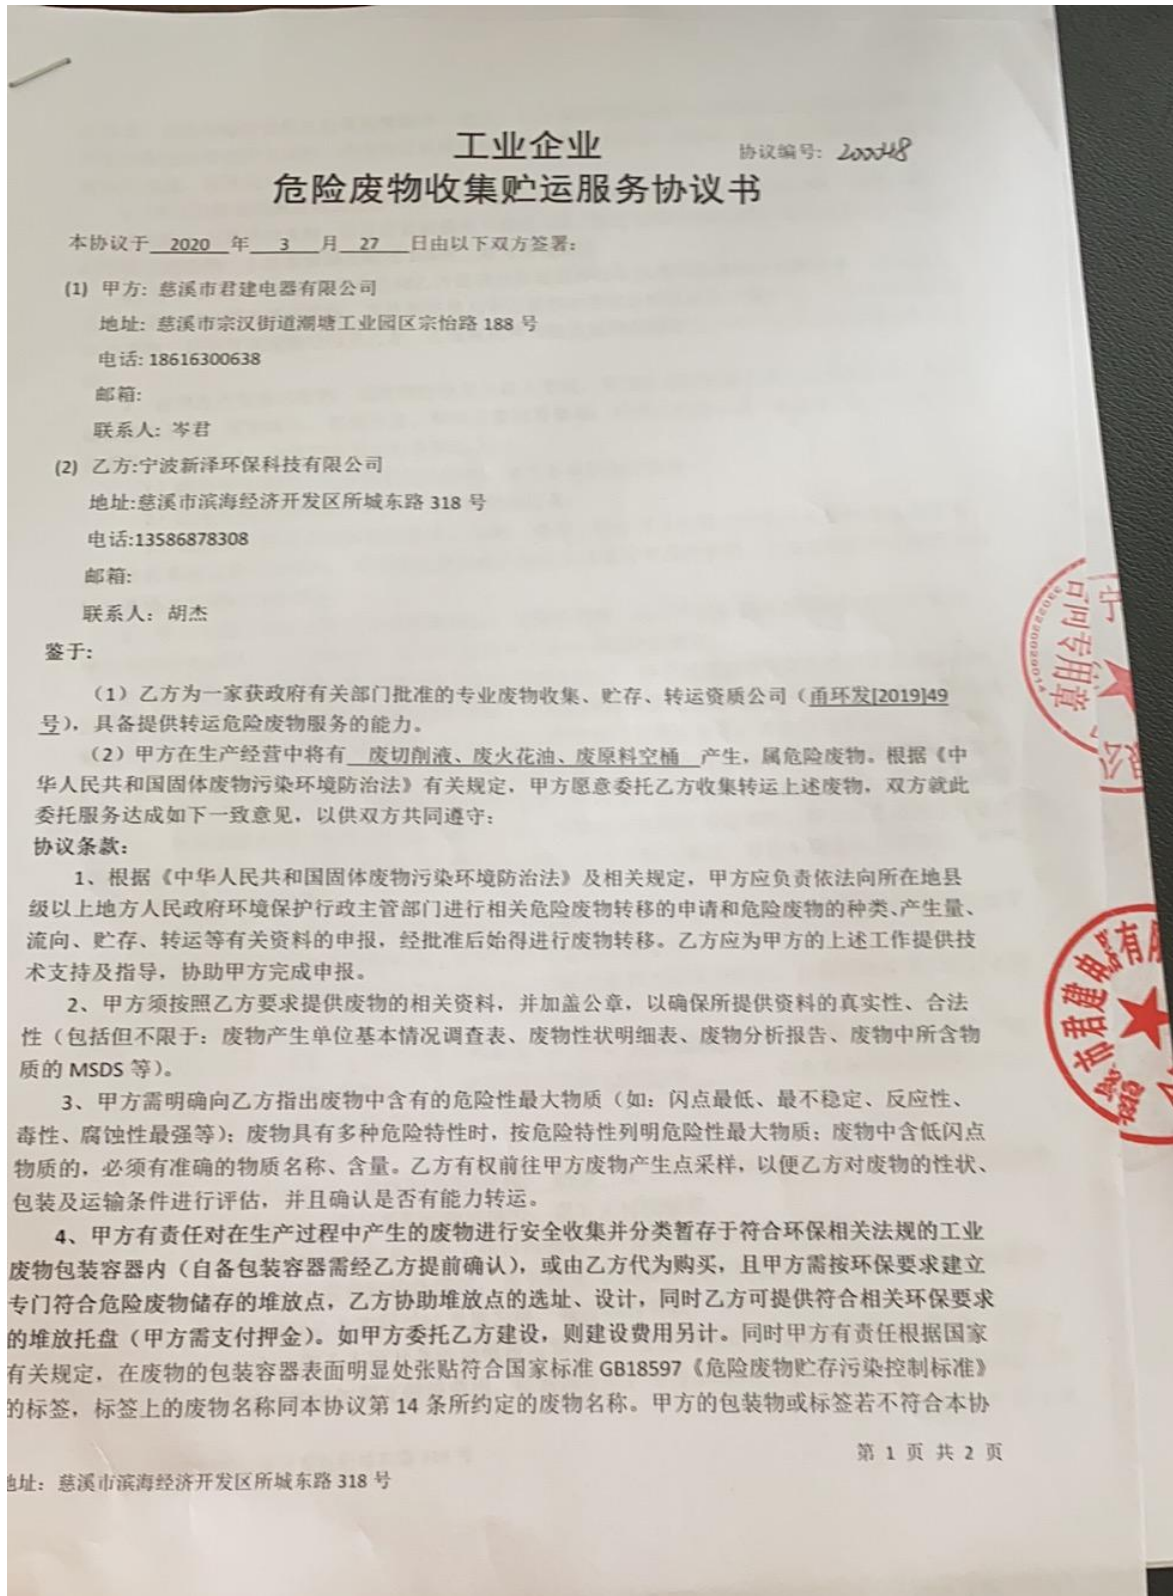 工业企业
协议编号:
危险废物收集贮运服务协议书
本协议于 2020 年 3 月 27 日由以下双方签署:
(1) 甲方: 慈溪市君建电器有限公司
地址: 慈溪市宗汉街道潮塘工业园区宗怡路 188 号
电话: 18616300638
邮箱:
联系人: 岑君
(2) 乙方:宁波新泽环保科技有限公司
地址:慈溪市滨海经济开发区所城东路 318 号
电话:13586878308
邮箱:
联系人: 胡杰
鉴于:
(1)乙方为一家获政府有关部门批准的专业废物收集、贮存、转运资质公司(甬环发[2019]49
号),具备提供转运危险废物服务的能力。
(2)甲方在生产经营中将有 废切削液、废火花油、废原料空桶 产生,属危险废物。根据《中
华人民共和国固体废物污染环境防治法》有关规定,甲方愿意委托乙方收集转运上述废物,双方就此
委托服务达成如下一致意见,以供双方共同遵守:
协议条款:
1、根据《中华人民共和国固体废物污染环境防治法》及相关规定,甲方应负责依法向所在地县
级以上地方人民政府环境保护行政主管部门进行相关危险废物转移的申请和危险废物的种类、产生量、
流向、贮存、转运等有关资料的申报,经批准后始得进行废物转移。乙方应为甲方的上述工作提供技
术支持及指导,协助甲方完成申报。
2、甲方须按照乙方要求提供废物的相关资料,并加盖公章,以确保所提供资料的真实性、合法
性(包括但不限于:废物产生单位基本情况调查表、废物性状明细表、废物分析报告、废物中所含物
质的 MSDS 等)。
3、甲方需明确向乙方指出废物中含有的危险性最大物质(如:闪点最低、最不稳定、反应性、
毒性、腐蚀性最强等);废物具有多种危险特性时,按危险特性列明危险性最大物质;废物中含低闪点
物质的,必须有准确的物质名称、含量。乙方有权前往甲方废物产生点采样,以便乙方对废物的性状、
包装及运输条件进行评估,并且确认是否有能力转运。
4、甲方有责任对在生产过程中产生的废物进行安全收集并分类暂存于符合环保相关法规的工业
废物包装容器内(自备包装容器需经乙方提前确认),或由乙方代为购买,且甲方需按环保要求建立
专门符合危险废物储存的堆放点,乙方协助堆放点的选址、设计,同时乙方可提供符合相关环保要求
的堆放托盘(甲方需支付押金)。如甲方委托乙方建设,则建设费用另计。同时甲方有责任根据国家
有关规定,在废物的包装容器表面明显处张贴符合国家标准 GB18597《危险废物贮存污染控制标准》
的标签,标签上的废物名称同本协议第 14 条所约定的废物名称。甲方的包装物或标签若不符合本协
第 1 页 共 2 页
地址: 慈溪市滨海经济开发区所城东路 318 号
合同专用章
市君建电器有限